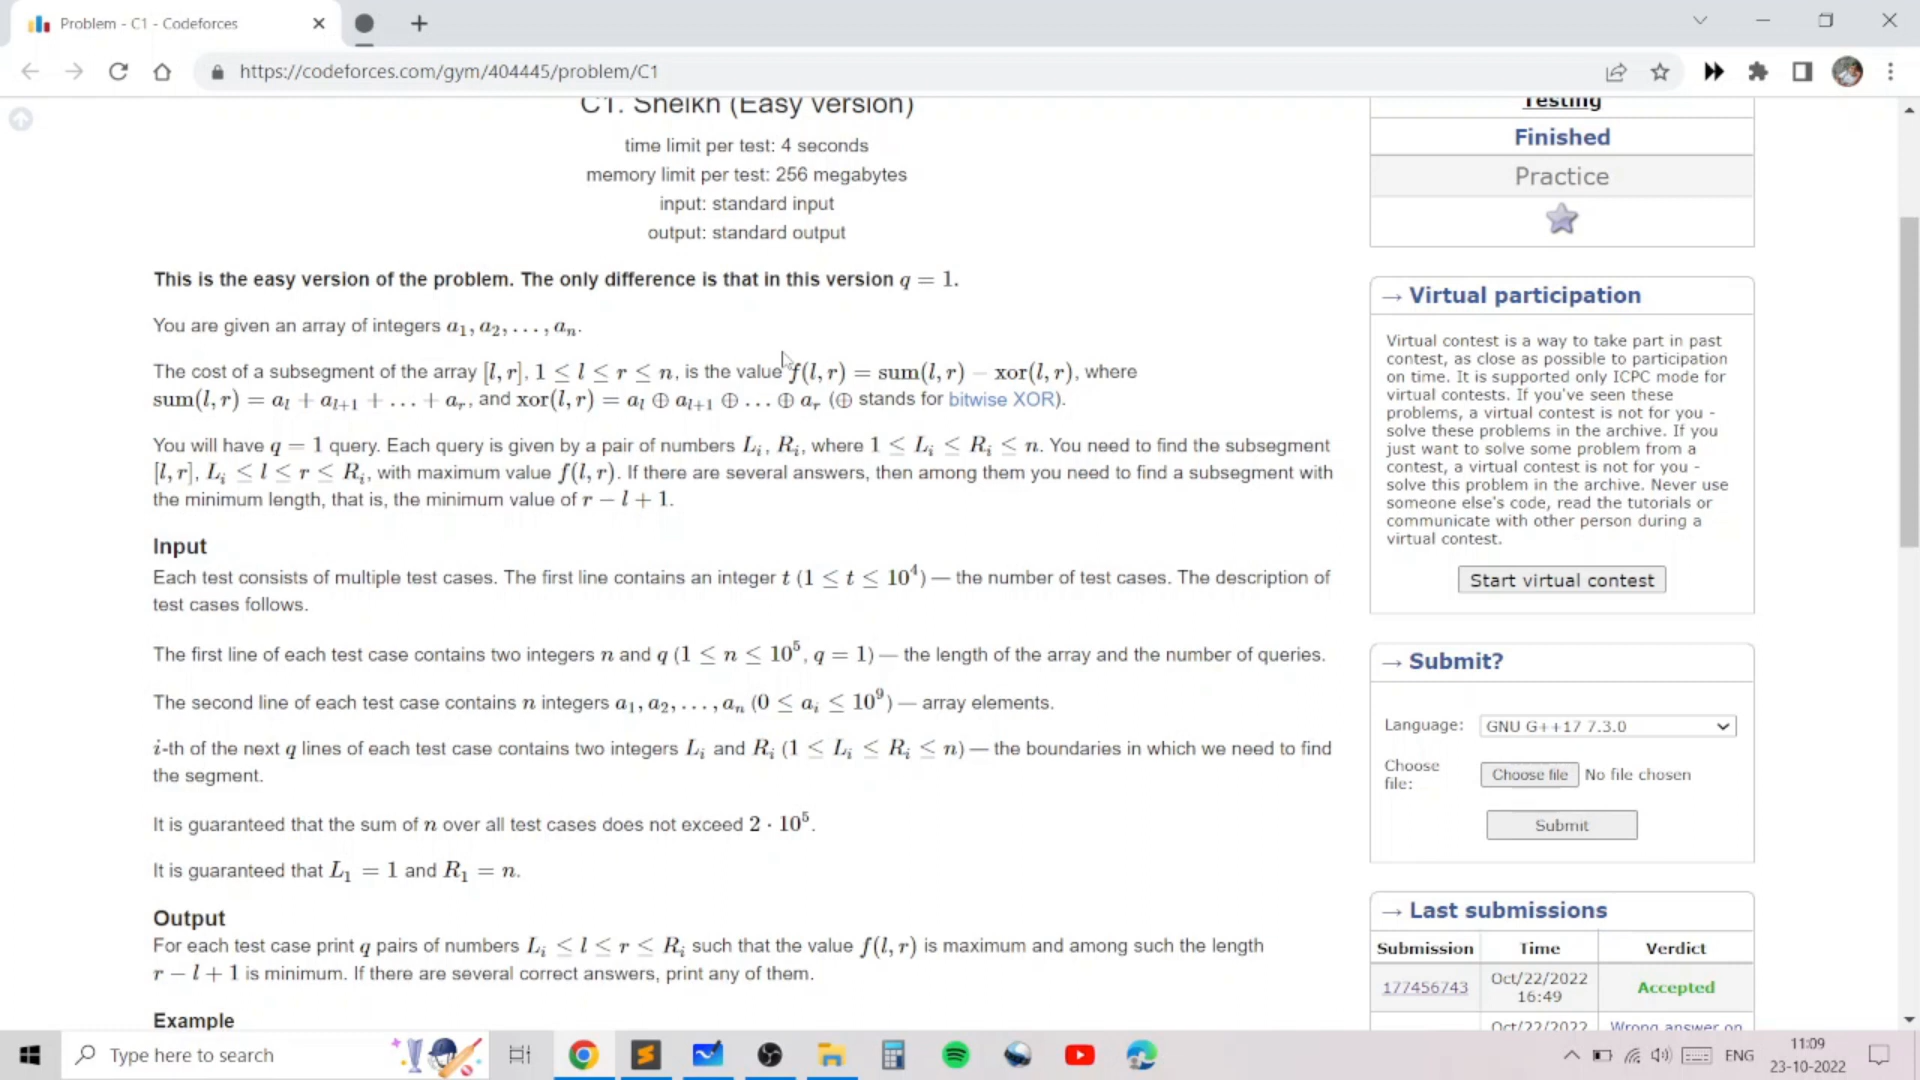 Problem - C1 - Codeforces
https://codeforces.com/gym/404445/problem/C1
C1. Sheikh (Easy version)
time limit per test: 4 seconds
memory limit per test: 256 megabytes
input: standard input
output: standard output
This is the easy version of the problem. The only difference is that in this version q = 1.
You are given an array of integers a₁, a₂, . . . , aₙ.
The cost of a subsegment of the array [l, r], 1 ≤ l ≤ r ≤ n, is the value f(l, r) = sum(l, r) − xor(l, r), where
sum(l, r) = aₗ + aₗ₊₁ + . . . + aᵣ, and xor(l, r) = aₗ ⊕ aₗ₊₁ ⊕ . . . ⊕ aᵣ (⊕ stands for bitwise XOR).
You will have q = 1 query. Each query is given by a pair of numbers Lᵢ, Rᵢ, where 1 ≤ Lᵢ ≤ Rᵢ ≤ n. You need to find the subsegment
[l, r], Lᵢ ≤ l ≤ r ≤ Rᵢ, with maximum value f(l, r). If there are several answers, then among them you need to find a subsegment with
the minimum length, that is, the minimum value of r − l + 1.
Input
Each test consists of multiple test cases. The first line contains an integer t (1 ≤ t ≤ 10⁴) — the number of test cases. The description of
test cases follows.
The first line of each test case contains two integers n and q (1 ≤ n ≤ 10⁵, q = 1) — the length of the array and the number of queries.
The second line of each test case contains n integers a₁, a₂, . . . , aₙ (0 ≤ aᵢ ≤ 10⁹) — array elements.
i-th of the next q lines of each test case contains two integers Lᵢ and Rᵢ (1 ≤ Lᵢ ≤ Rᵢ ≤ n) — the boundaries in which we need to find
the segment.
It is guaranteed that the sum of n over all test cases does not exceed 2 · 10⁵.
It is guaranteed that L₁ = 1 and R₁ = n.
Output
For each test case print q pairs of numbers Lᵢ ≤ l ≤ r ≤ Rᵢ such that the value f(l, r) is maximum and among such the length
r − l + 1 is minimum. If there are several correct answers, print any of them.
Example
Testing
Finished
Practice
→ Virtual participation
Virtual contest is a way to take part in past
contest, as close as possible to participation
on time. It is supported only ICPC mode for
virtual contests. If you've seen these
problems, a virtual contest is not for you -
solve these problems in the archive. If you
just want to solve some problem from a
contest, a virtual contest is not for you -
solve this problem in the archive. Never use
someone else's code, read the tutorials or
communicate with other person during a
virtual contest.
Start virtual contest
→ Submit?
Language: GNU G++17 7.3.0
Choose
file: Choose file No file chosen
Submit
→ Last submissions
Submission Time Verdict
177456743 Oct/22/2022 Accepted
16:49
Oct/22/2022 Wrong answer on
Type here to search
ENG
11:09
23-10-2022